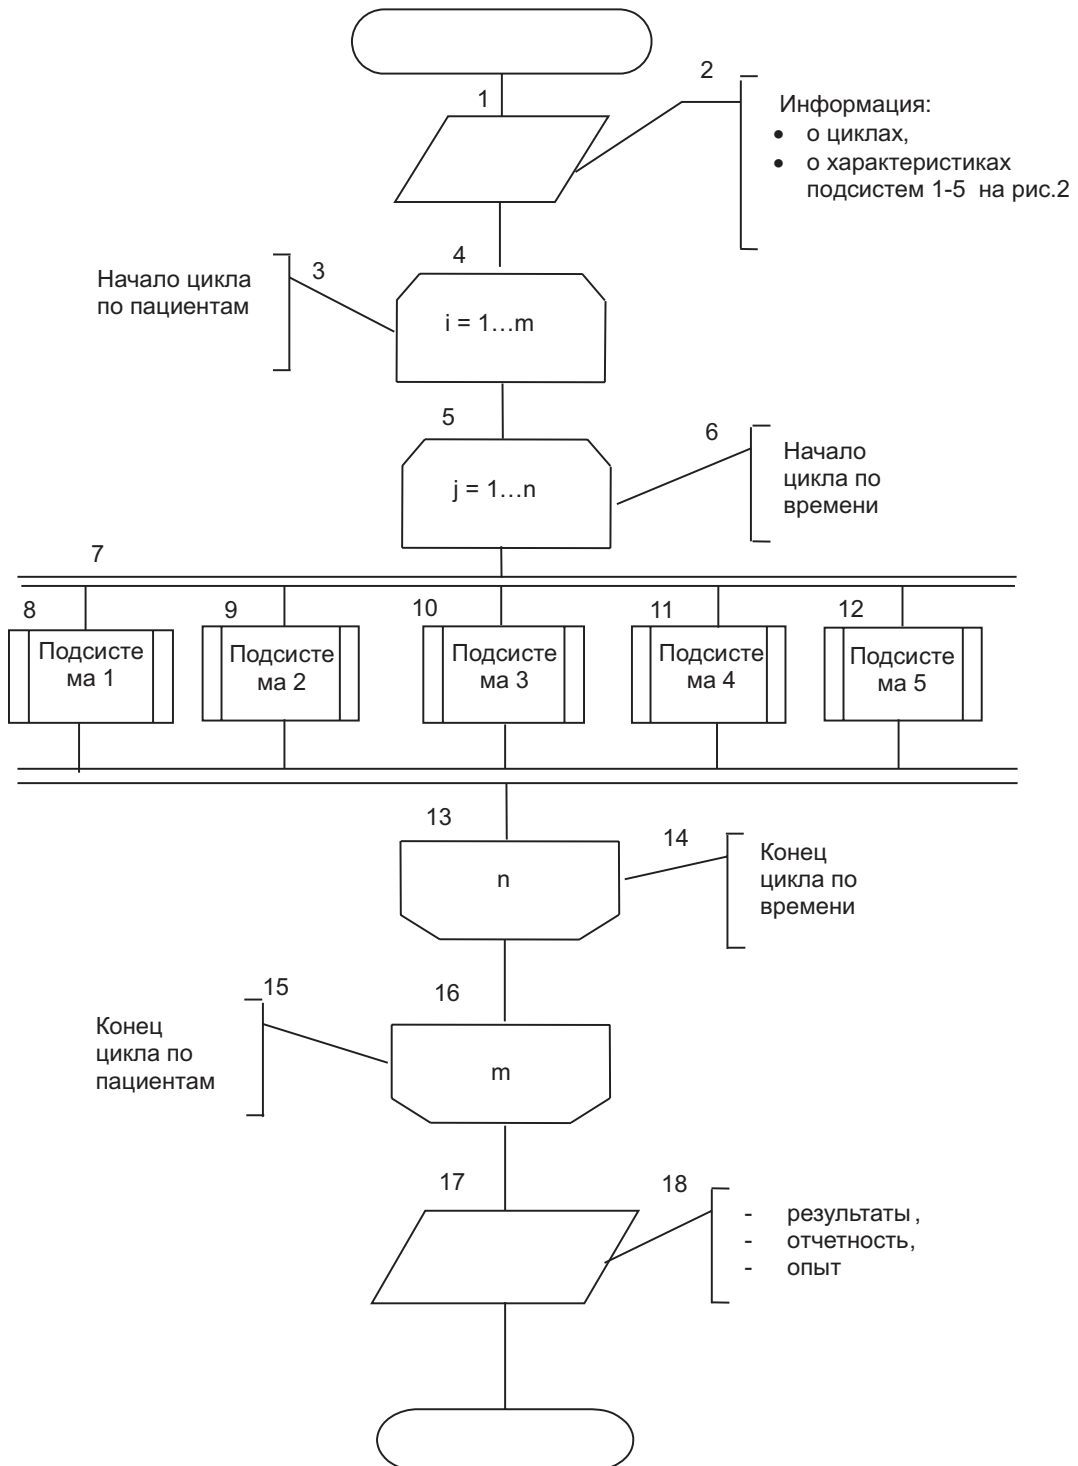 1
2
Информация:
• о циклах,
• о характеристиках
подсистем 1-5 на рис.2
3
Начало цикла
по пациентам
4
i = 1...m
5
j = 1...n
6
Начало
цикла по
времени
7
8
Подсисте
ма 1
9
Подсисте
ма 2
10
Подсисте
ма 3
11
Подсисте
ма 4
12
Подсисте
ма 5
13
n
14
Конец
цикла по
времени
15
Конец
цикла по
пациентам
16
m
17
18
- результаты,
- отчетность,
- опыт